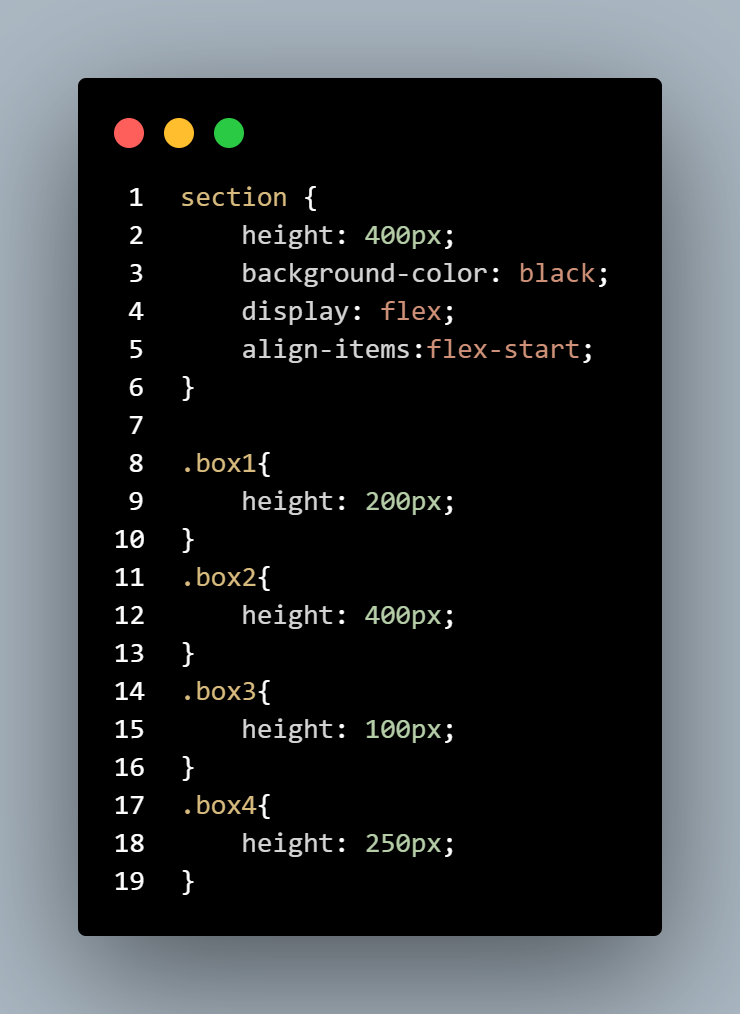 1 section {
2     height: 400px;
3     background-color: black;
4     display: flex;
5     align-items:flex-start;
6 }
7
8 .box1{
9     height: 200px;
10 }
11 .box2{
12     height: 400px;
13 }
14 .box3{
15     height: 100px;
16 }
17 .box4{
18     height: 250px;
19 }